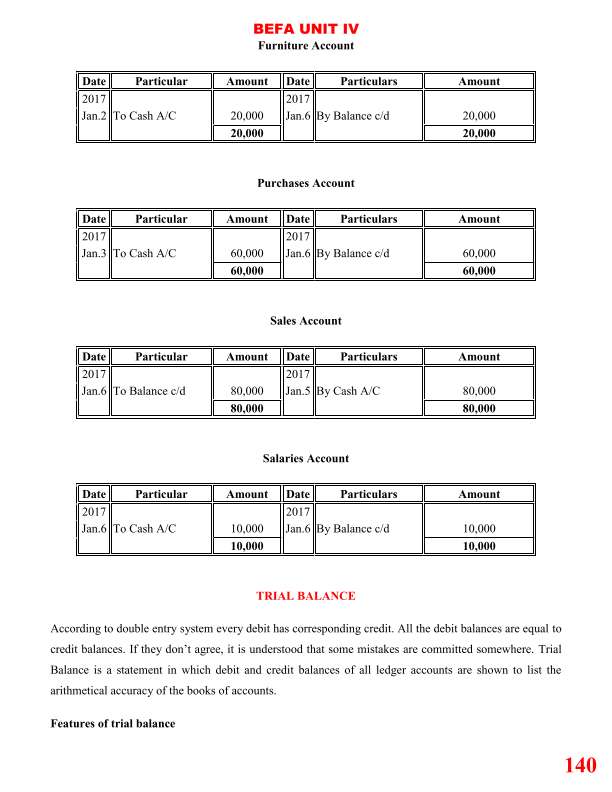 BEFA UNIT IV
Furniture Account
Date Particular Amount Date Particulars Amount
2017 2017
Jan.2 To Cash A/C 20,000 Jan.6 By Balance c/d 20,000
20,000 20,000
Purchases Account
Date Particular Amount Date Particulars Amount
2017 2017
Jan.3 To Cash A/C 60,000 Jan.6 By Balance c/d 60,000
60,000 60,000
Sales Account
Date Particular Amount Date Particulars Amount
2017 2017
Jan.6 To Balance c/d 80,000 Jan.5 By Cash A/C 80,000
80,000 80,000
Salaries Account
Date Particular Amount Date Particulars Amount
2017 2017
Jan.6 To Cash A/C 10,000 Jan.6 By Balance c/d 10,000
10,000 10,000
TRIAL BALANCE
According to double entry system every debit has corresponding credit. All the debit balances are equal to
credit balances. If they don’t agree, it is understood that some mistakes are committed somewhere. Trial
Balance is a statement in which debit and credit balances of all ledger accounts are shown to list the
arithmetical accuracy of the books of accounts.
Features of trial balance
140